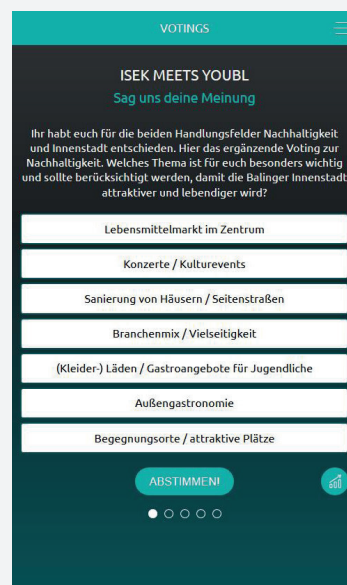 VOTINGS
ISEK MEETS YOUBL
Sag uns deine Meinung
Ihr habt euch für die beiden Handlungsfelder Nachhaltigkeit
und Innenstadt entschieden. Hier das ergänzende Voting zur
Nachhaltigkeit. Welches Thema ist für euch besonders wichtig
und sollte berücksichtigt werden, damit die Balinger Innenstadt
attraktiver und lebendiger wird?
Lebensmittelmarkt im Zentrum
Konzerte / Kulturevents
Sanierung von Häusern / Seitenstraßen
Branchenmix / Vielseitigkeit
(Kleider-) Läden / Gastroangebote für Jugendliche
Außengastronomie
Begegnungsorte / attraktive Plätze
ABSTIMMEN!